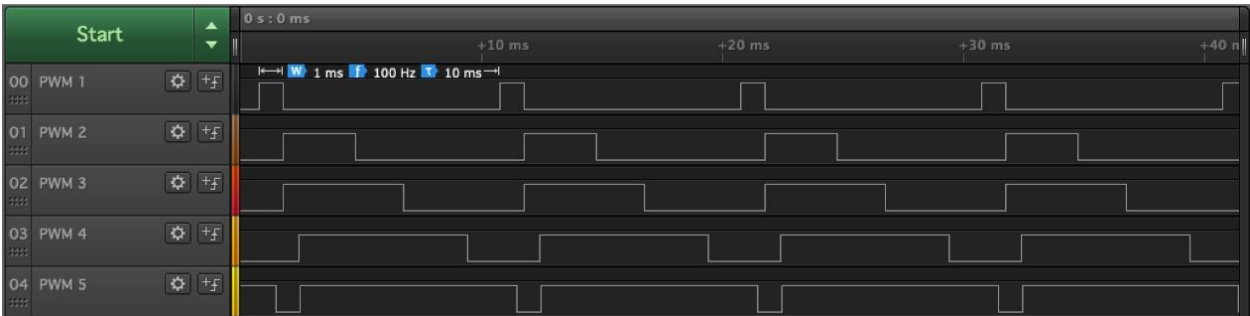 Start
0 s : 0 ms
+10 ms +20 ms +30 ms +40 n
00 PWM 1
W 1 ms f 100 Hz T 10 ms
01 PWM 2
02 PWM 3
03 PWM 4
04 PWM 5